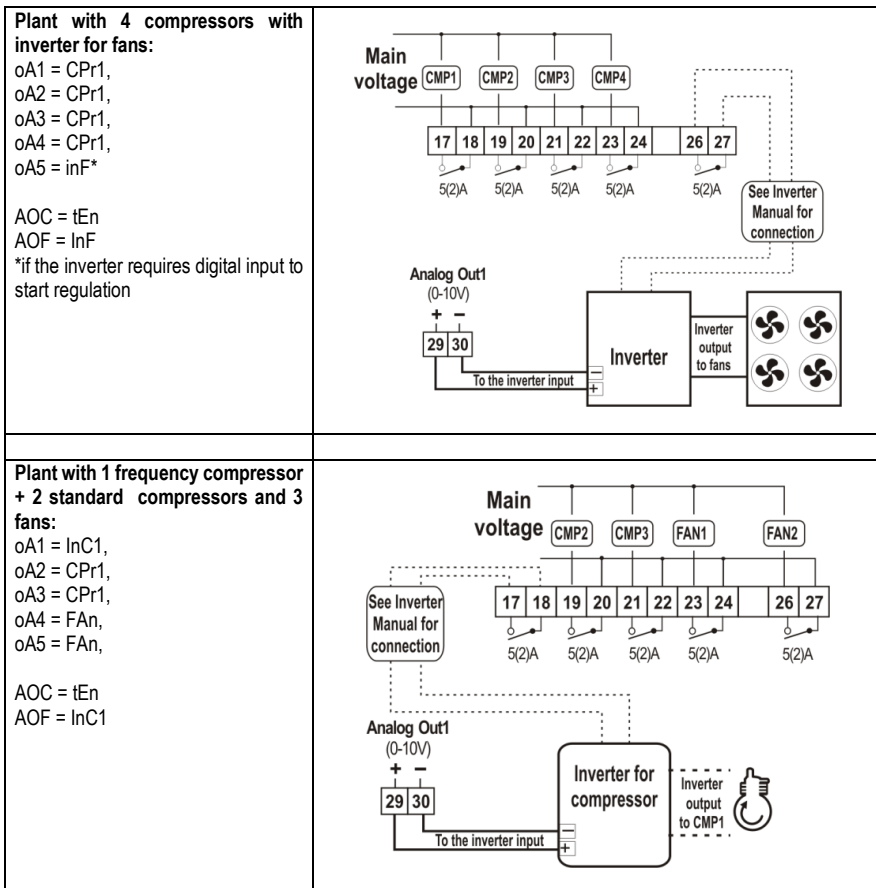 Plant with 4 compressors with
inverter for fans:
oA1 = CPr1,
oA2 = CPr1,
oA3 = CPr1,
oA4 = CPr1,
oA5 = inF*
AOC = tEn
AOF = InF
*if the inverter requires digital input to
start regulation
Main
voltage
CMP1 CMP2 CMP3 CMP4
17 18 19 20 21 22 23 24 26 27
5(2)A 5(2)A 5(2)A 5(2)A 5(2)A
See Inverter
Manual for
connection
Analog Out1
(0-10V)
+ −
29 30
To the inverter input
−
+
Inverter
Inverter
output
to fans
Plant with 1 frequency compressor
+ 2 standard compressors and 3
fans:
oA1 = InC1,
oA2 = CPr1,
oA3 = CPr1,
oA4 = FAn,
oA5 = FAn,
AOC = tEn
AOF = InC1
Main
voltage
CMP2 CMP3 FAN1 FAN2
See Inverter
Manual for
connection
17 18 19 20 21 22 23 24 26 27
5(2)A 5(2)A 5(2)A 5(2)A 5(2)A
Analog Out1
(0-10V)
+ −
29 30
To the inverter input
−
+
Inverter for
compressor
Inverter
output
to CMP1